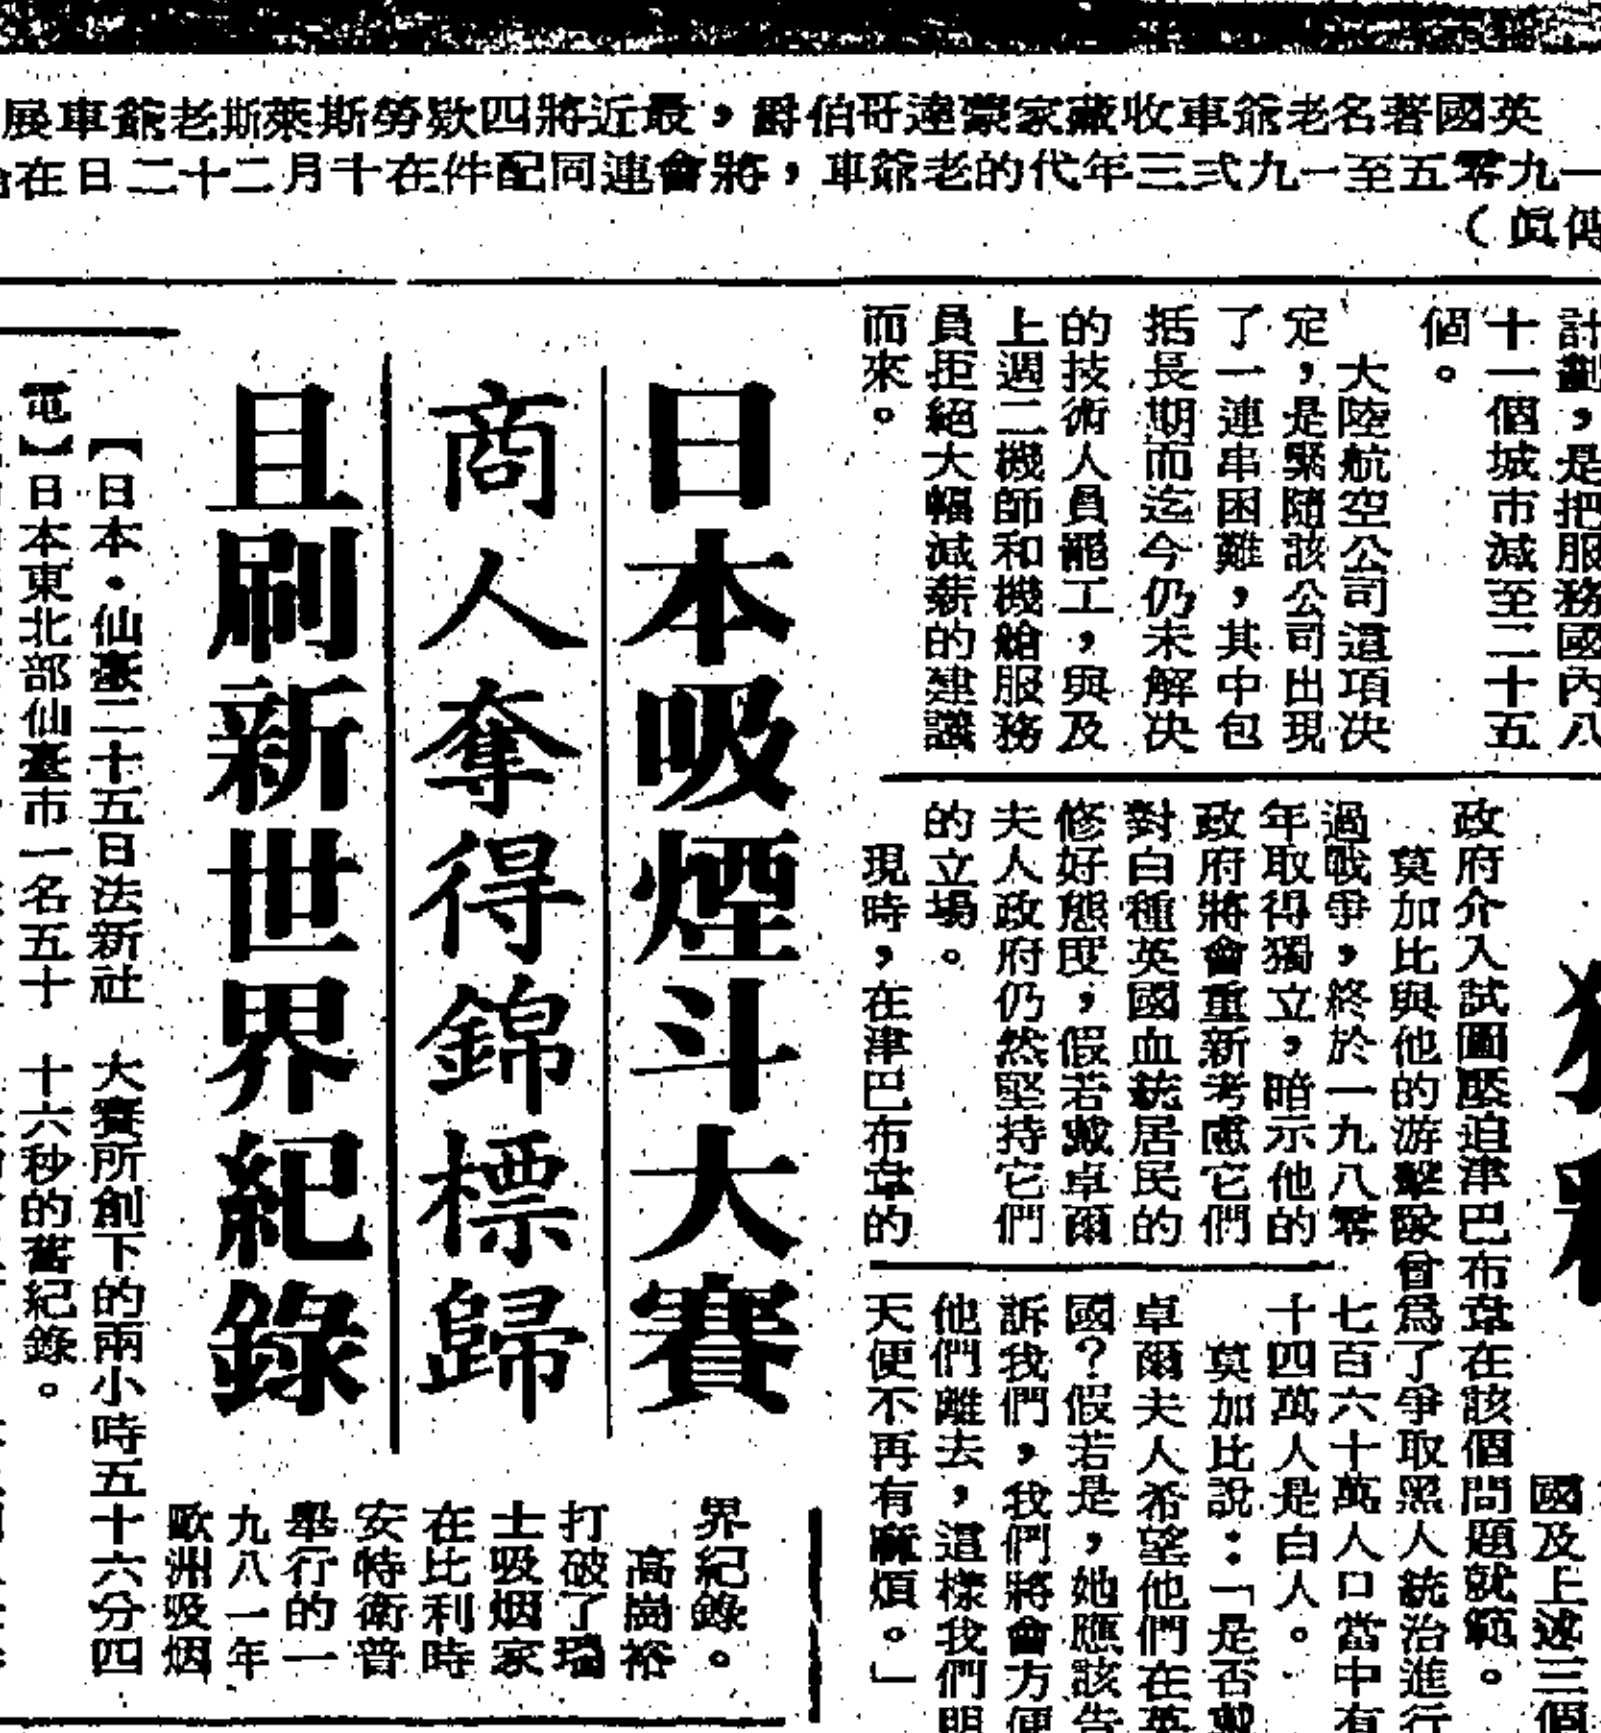 英國著名老爺車收藏家蒙達哥伯爵，最近將四欵勞斯萊斯老爺車展
一九零五至一九弍三年代的老爺車，將會連同配件在十月二十二日在
傳眞）
計劃，是把服務國內八
十一個城市減至二十五
個。
大陸航空公司這項决
定，是緊隨該公司出現
了一連串困難，其中包
括長期而迄今仍未解决
的技術人員罷工，與及
上週二機師和機艙服務
員拒絕大幅減薪的建議
而來。
國及上述三個
政府介入試圖壓迫津巴布韋在該個問題就範。
莫加比與他的游擊隊曾爲了爭取黑人統治進行
過戰爭，終於一九八零
年取得獨立，暗示他的
政府將會重新考慮它們
對白種英國血統居民的
修好態度，假若戴卓爾
夫人政府仍然堅持它們
的立場。
現時，在津巴布韋的
七百六十萬人口當中有
十四萬人是白人。
莫加比說：「是否戴
卓爾夫人希望他們在英
國？假若是，她應該告
訴我們，我們將會方便
他們離去，這樣我們明
天便不再有麻煩。」
日本吸煙斗大賽
商人奪得錦標歸
且刷新世界紀錄
【日本·仙臺二十五日法新社
電】日本東北部仙臺市一名五十
界紀錄。
高崗裕
打破了瑞
士吸烟家
在比利時
安特衛普
舉行的一
九八一年
歐洲吸烟
大賽所創下的兩小時五十六分四
十六秒的舊紀錄。